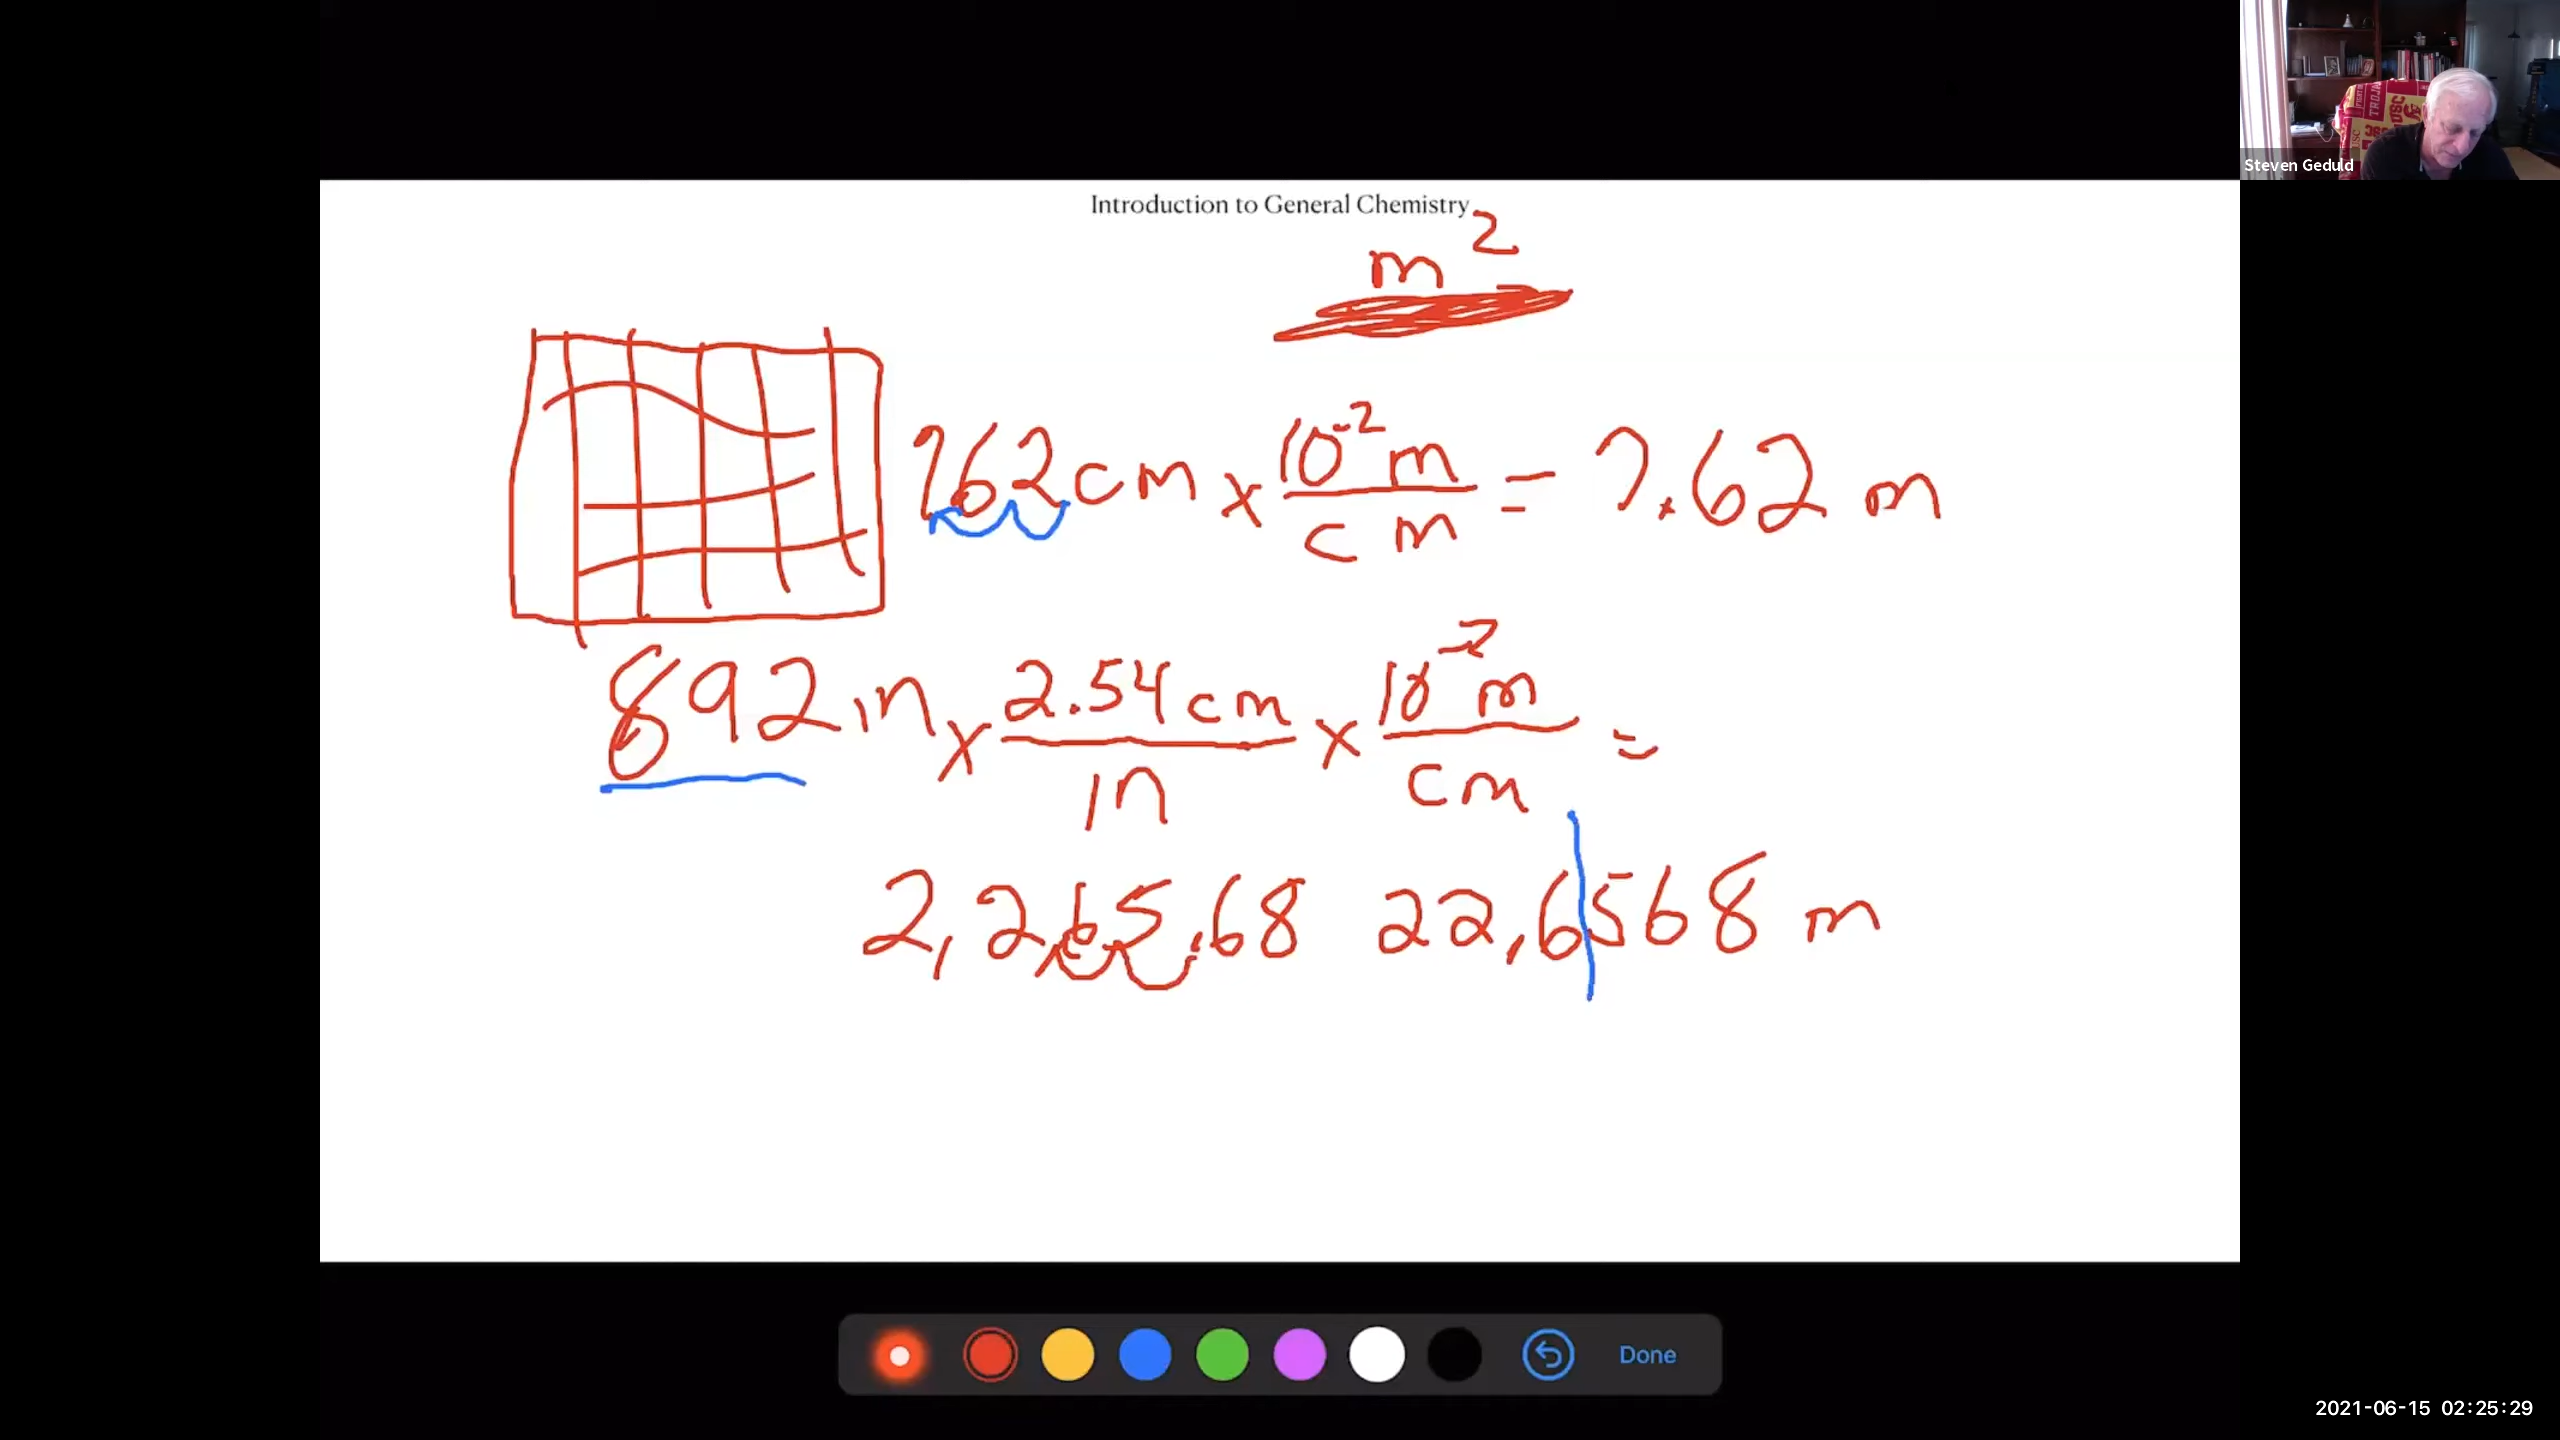 Steven Geduld
Introduction to General Chemistry
m²
762 cm x 10⁻² m / cm = 7.62 m
892 in x 2.54 cm / in x 10⁻² m / cm =
2,265.68 22.6568 m
Done
2021-06-15 02:25:29